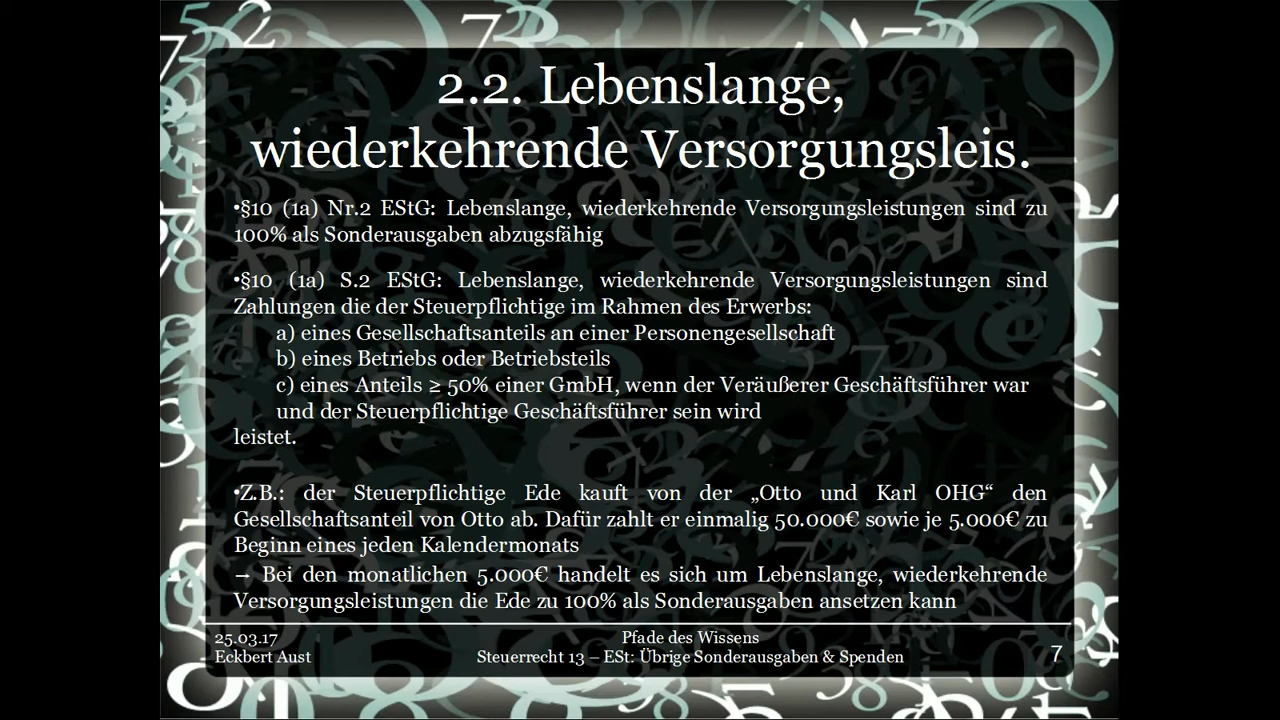 2.2. Lebenslange,
wiederkehrende Versorgungsleis.
•§10 (1a) Nr.2 EStG: Lebenslange, wiederkehrende Versorgungsleistungen sind zu
100% als Sonderausgaben abzugsfähig
•§10 (1a) S.2 EStG: Lebenslange, wiederkehrende Versorgungsleistungen sind
Zahlungen die der Steuerpflichtige im Rahmen des Erwerbs:
a) eines Gesellschaftsanteils an einer Personengesellschaft
b) eines Betriebs oder Betriebsteils
c) eines Anteils ≥ 50% einer GmbH, wenn der Veräußerer Geschäftsführer war
und der Steuerpflichtige Geschäftsführer sein wird
leistet.
•Z.B.: der Steuerpflichtige Ede kauft von der „Otto und Karl OHG“ den
Gesellschaftsanteil von Otto ab. Dafür zahlt er einmalig 50.000€ sowie je 5.000€ zu
Beginn eines jeden Kalendermonats
→ Bei den monatlichen 5.000€ handelt es sich um Lebenslange, wiederkehrende
Versorgungsleistungen die Ede zu 100% als Sonderausgaben ansetzen kann
25.03.17
Eckbert Aust
Pfade des Wissens
Steuerrecht 13 – ESt: Übrige Sonderausgaben & Spenden
7